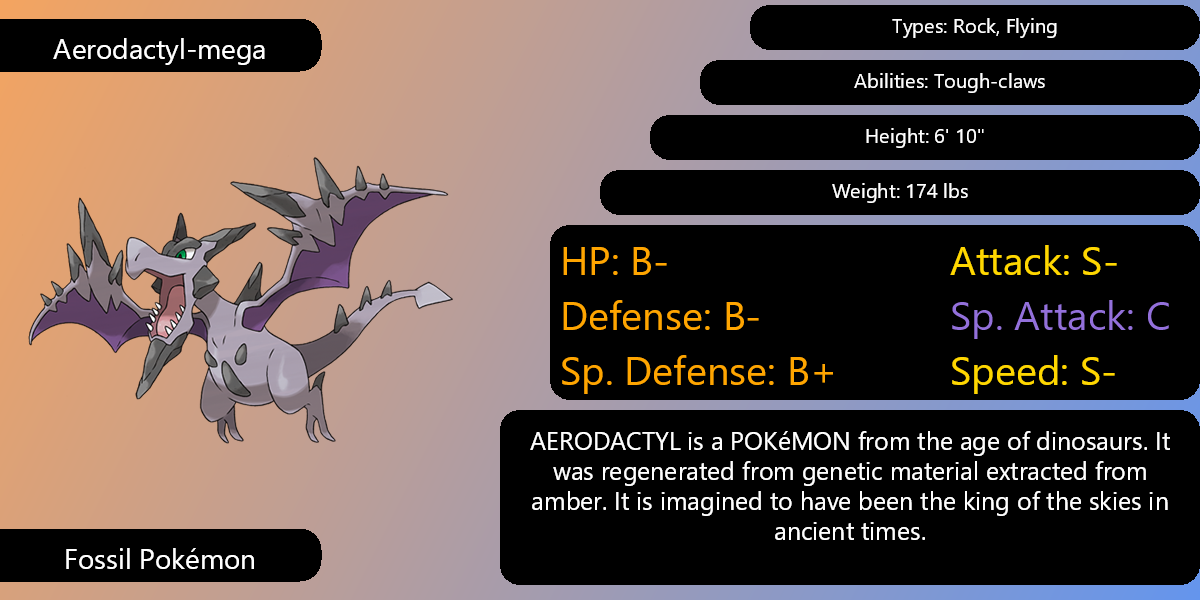 Aerodactyl-mega
Types: Rock, Flying
Abilities: Tough-claws
Height: 6' 10"
Weight: 174 lbs
HP: B-
Attack: S-
Defense: B-
Sp. Attack: C
Sp. Defense: B+
Speed: S-
AERODACTYL is a POKéMON from the age of dinosaurs. It
was regenerated from genetic material extracted from
amber. It is imagined to have been the king of the skies in
ancient times.
Fossil Pokémon